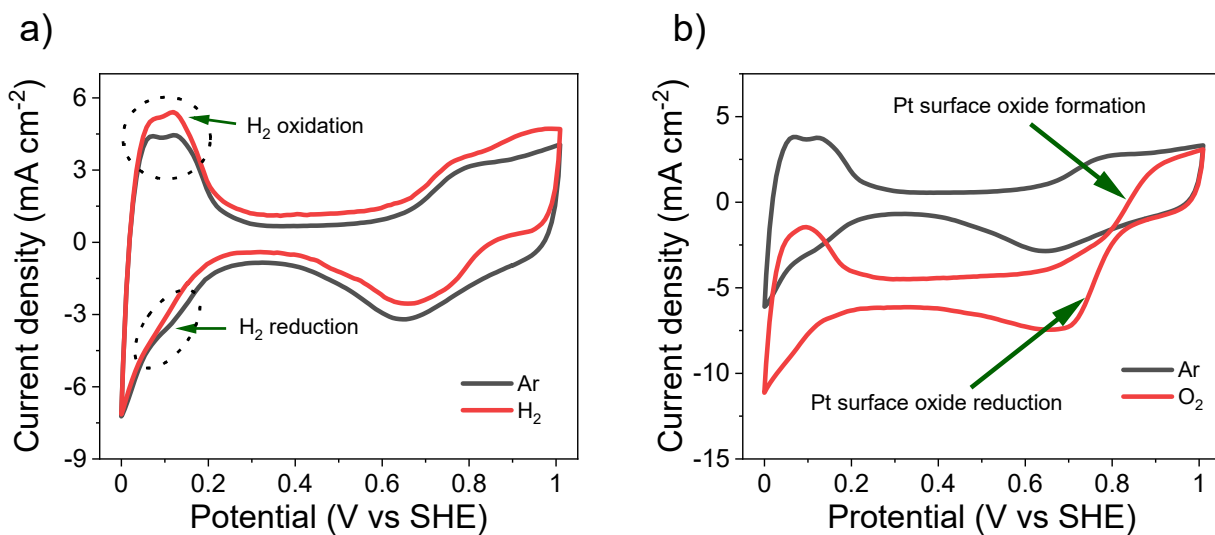 a)
H₂ oxidation
H₂ reduction
Ar
H₂
6
3
0
-3
-6
-9
0 0.2 0.4 0.6 0.8 1
Current density (mA cm⁻²)
Potential (V vs SHE)
b)
Pt surface oxide formation
Pt surface oxide reduction
Ar
O₂
5
0
-5
-10
-15
0 0.2 0.4 0.6 0.8 1
Current density (mA cm⁻²)
Protential (V vs SHE)